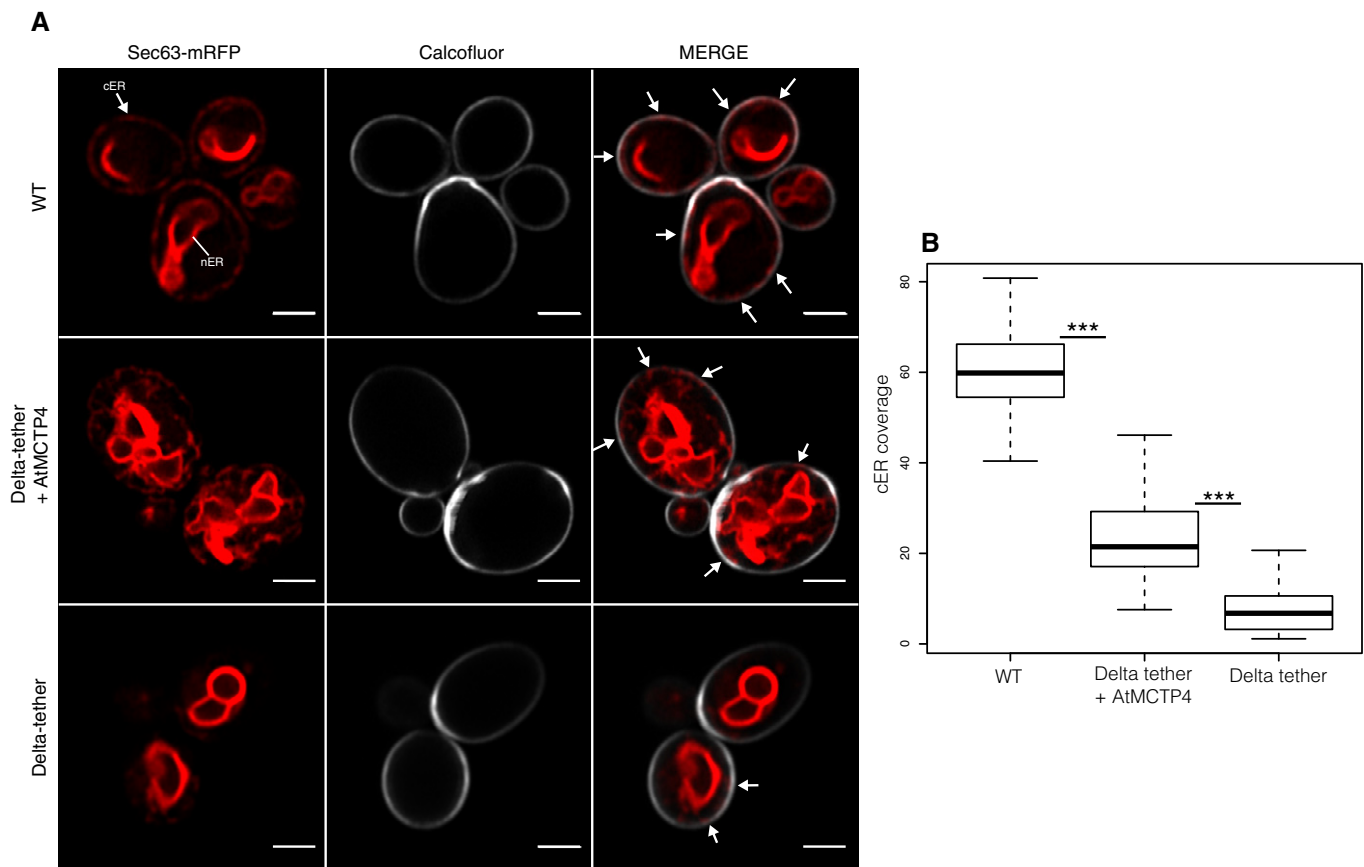 A
Sec63-mRFP
Calcofluor
MERGE
WT
cER
nER
Delta-tether
+ AtMCTP4
Delta-tether
B
cER coverage
80
60
40
20
0
***
***
WT
Delta tether
+ AtMCTP4
Delta tether